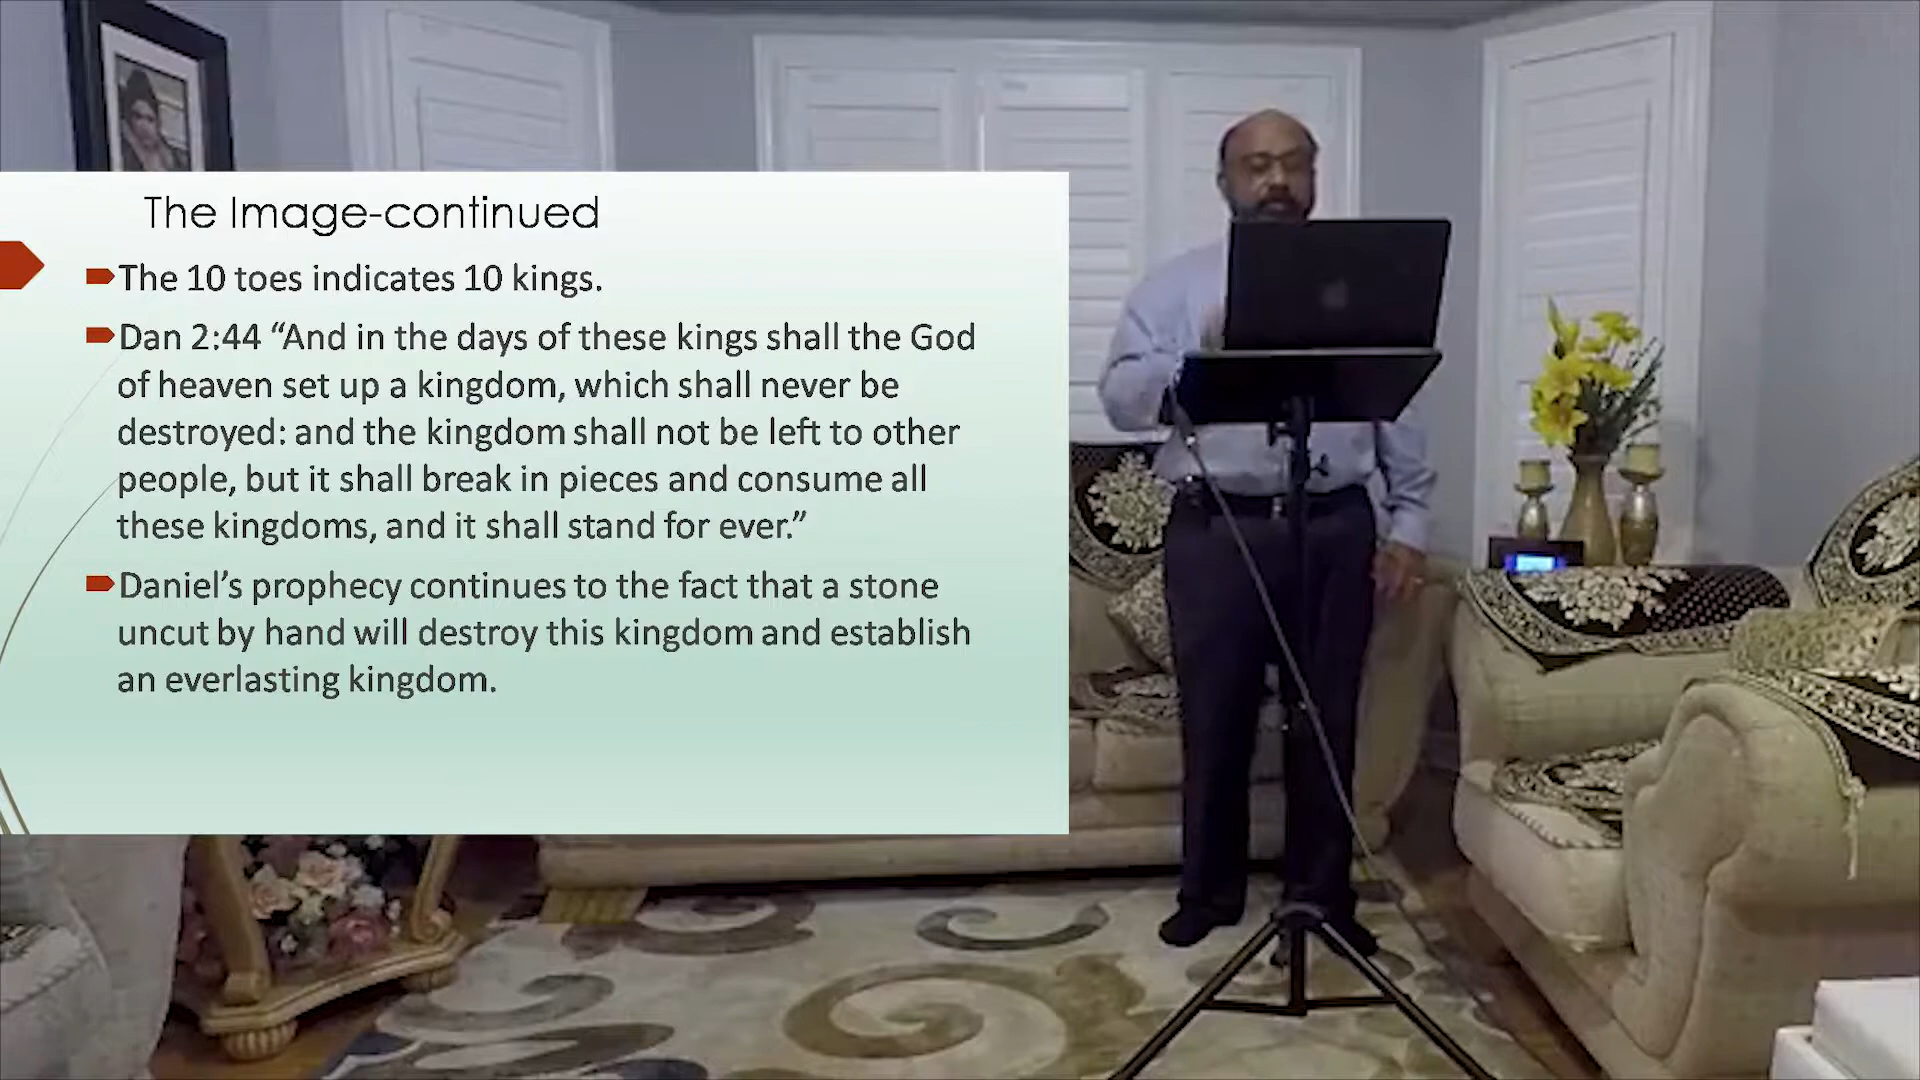 The Image-continued
The 10 toes indicates 10 kings.
Dan 2:44 “And in the days of these kings shall the God
of heaven set up a kingdom, which shall never be
destroyed: and the kingdom shall not be left to other
people, but it shall break in pieces and consume all
these kingdoms, and it shall stand for ever.”
Daniel’s prophecy continues to the fact that a stone
uncut by hand will destroy this kingdom and establish
an everlasting kingdom.